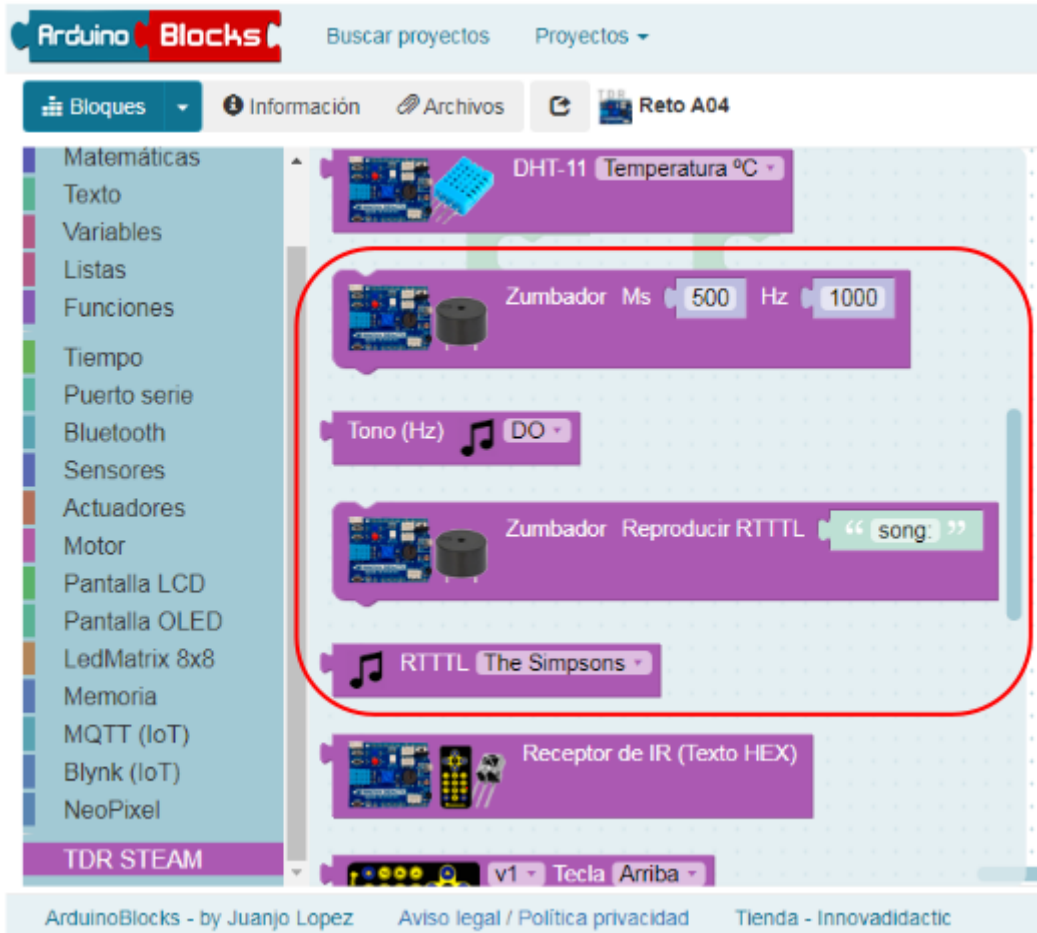 Arduino Blocks Buscar proyectos Proyectos
Bloques Información Archivos TDR Reto A04
Matemáticas
Texto
Variables
Listas
Funciones
Tiempo
Puerto serie
Bluetooth
Sensores
Actuadores
Motor
Pantalla LCD
Pantalla OLED
LedMatrix 8x8
Memoria
MQTT (IoT)
Blynk (IoT)
NeoPixel
TDR STEAM
DHT-11 Temperatura ºC
Zumbador Ms 500 Hz 1000
Tono (Hz) DO
Zumbador Reproducir RTTTL “ song: ”
RTTTL The Simpsons
Receptor de IR (Texto HEX)
v1 Tecla Arriba
ArduinoBlocks - by Juanjo Lopez Aviso legal / Política privacidad Tienda - Innovadidactic